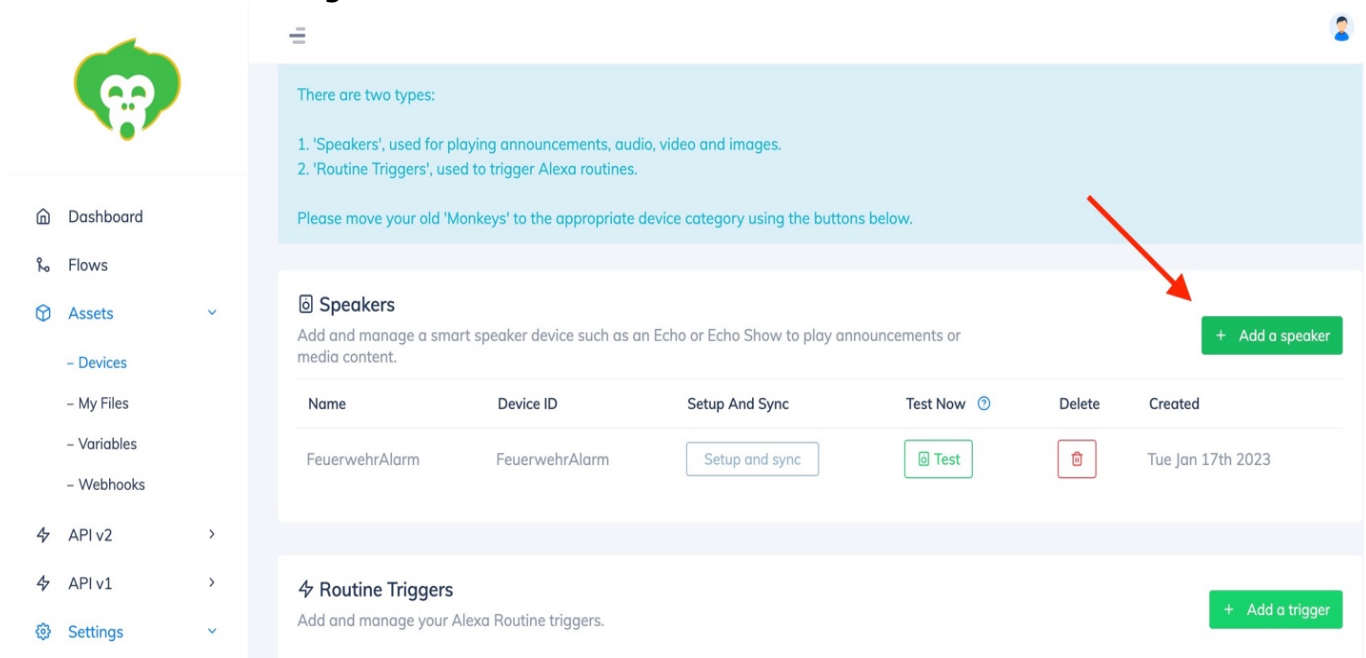 There are two types:
1. 'Speakers', used for playing announcements, audio, video and images.
2. 'Routine Triggers', used to trigger Alexa routines.
Please move your old 'Monkeys' to the appropriate device category using the buttons below.
Dashboard
Flows
Assets
– Devices
– My Files
– Variables
– Webhooks
API v2
API v1
Settings
Speakers
Add and manage a smart speaker device such as an Echo or Echo Show to play announcements or
media content.
+ Add a speaker
Name Device ID Setup And Sync Test Now ? Delete Created
FeuerwehrAlarm FeuerwehrAlarm Setup and sync Test Tue Jan 17th 2023
Routine Triggers
Add and manage your Alexa Routine triggers.
+ Add a trigger